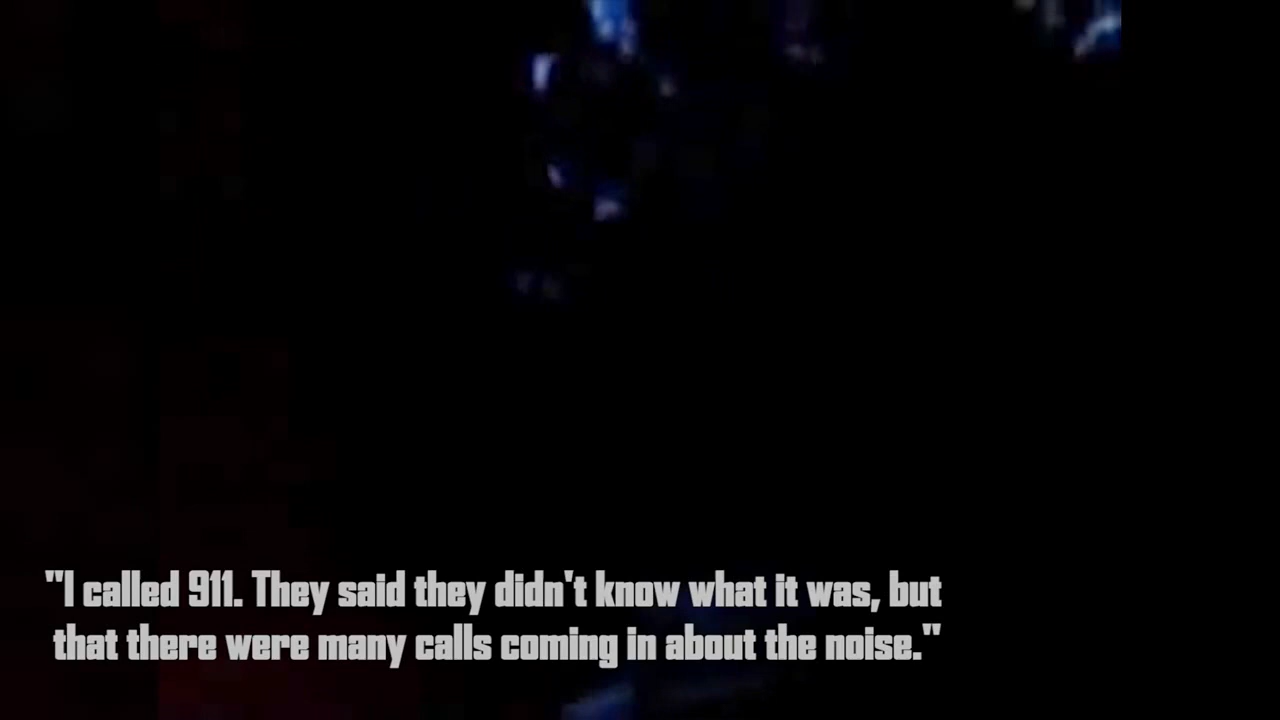 "I called 911. They said they didn't know what it was, but
that there were many calls coming in about the noise."